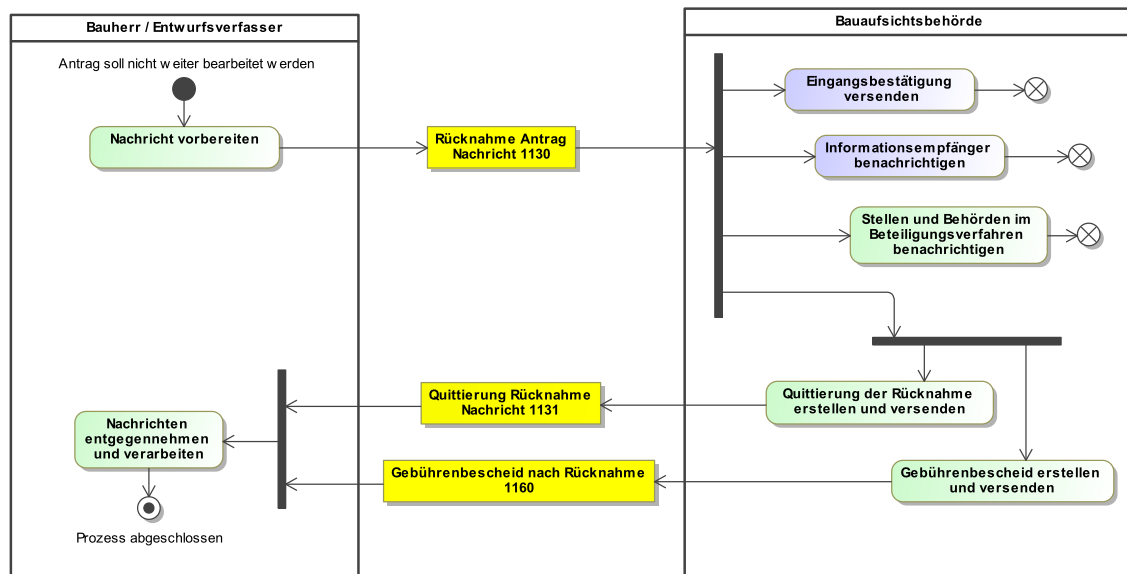 Bauherr / Entwurfsverfasser
Bauaufsichtsbehörde
Antrag soll nicht weiter bearbeitet werden
Nachricht vorbereiten
Rücknahme Antrag
Nachricht 1130
Eingangsbestätigung
versenden
Informationsempfänger
benachrichtigen
Stellen und Behörden im
Beteiligungsverfahren
benachrichtigen
Quittierung der Rücknahme
erstellen und versenden
Quittierung Rücknahme
Nachricht 1131
Gebührenbescheid erstellen
und versenden
Gebührenbescheid nach Rücknahme
1160
Nachrichten
entgegennehmen
und verarbeiten
Prozess abgeschlossen